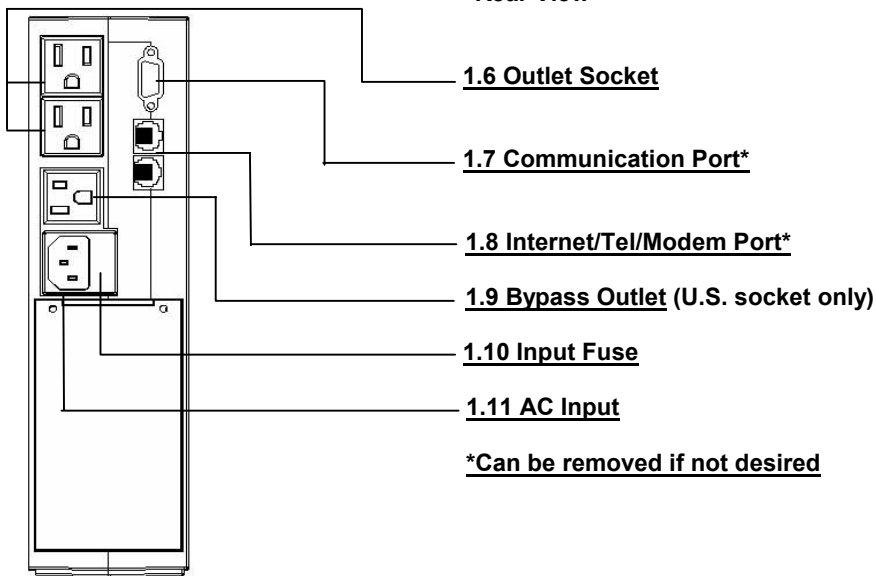 Rear View
1.6 Outlet Socket
1.7 Communication Port*
1.8 Internet/Tel/Modem Port*
1.9 Bypass Outlet (U.S. socket only)
1.10 Input Fuse
1.11 AC Input
*Can be removed if not desired